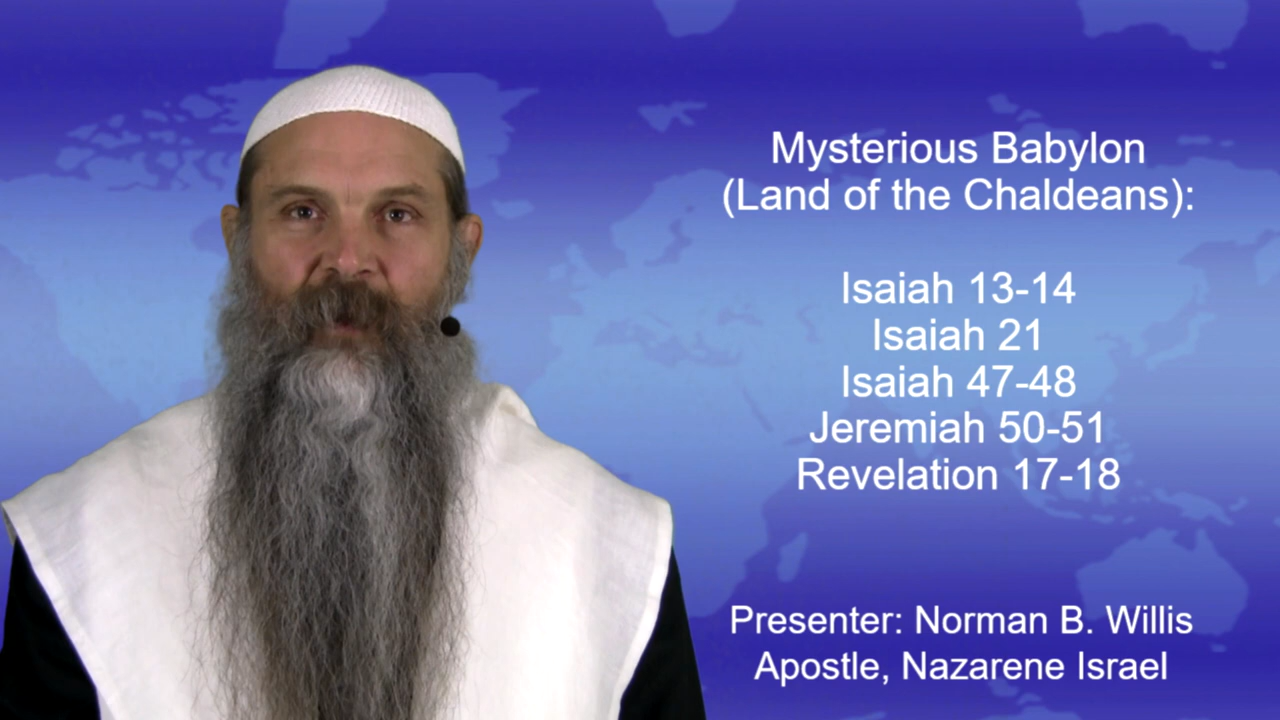 Mysterious Babylon
(Land of the Chaldeans):
Isaiah 13-14
Isaiah 21
Isaiah 47-48
Jeremiah 50-51
Revelation 17-18
Presenter: Norman B. Willis
Apostle, Nazarene Israel